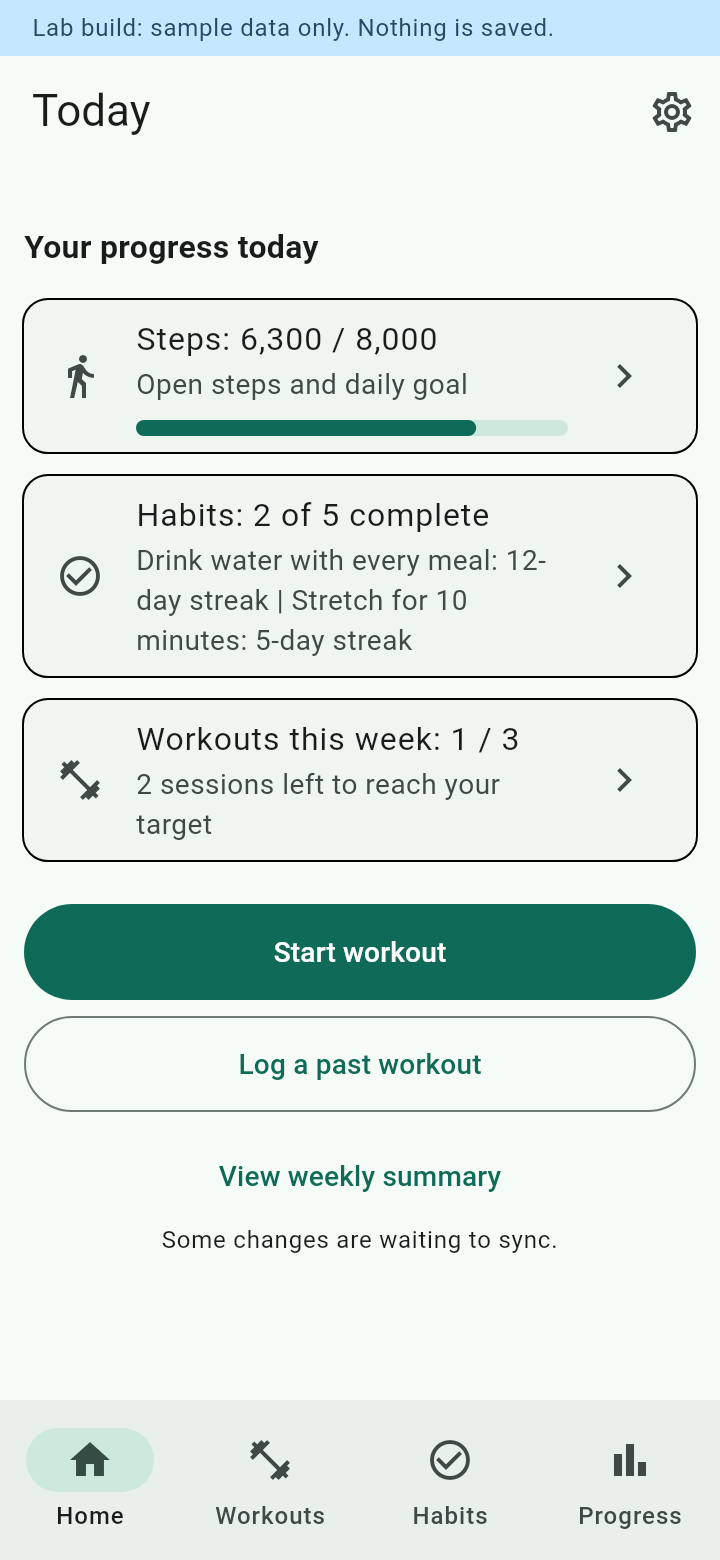 Lab build: sample data only. Nothing is saved.
Today
Your progress today
Steps: 6,300 / 8,000
Open steps and daily goal
Habits: 2 of 5 complete
Drink water with every meal: 12-
day streak | Stretch for 10
minutes: 5-day streak
Workouts this week: 1 / 3
2 sessions left to reach your
target
Start workout
Log a past workout
View weekly summary
Some changes are waiting to sync.
Home
Workouts
Habits
Progress